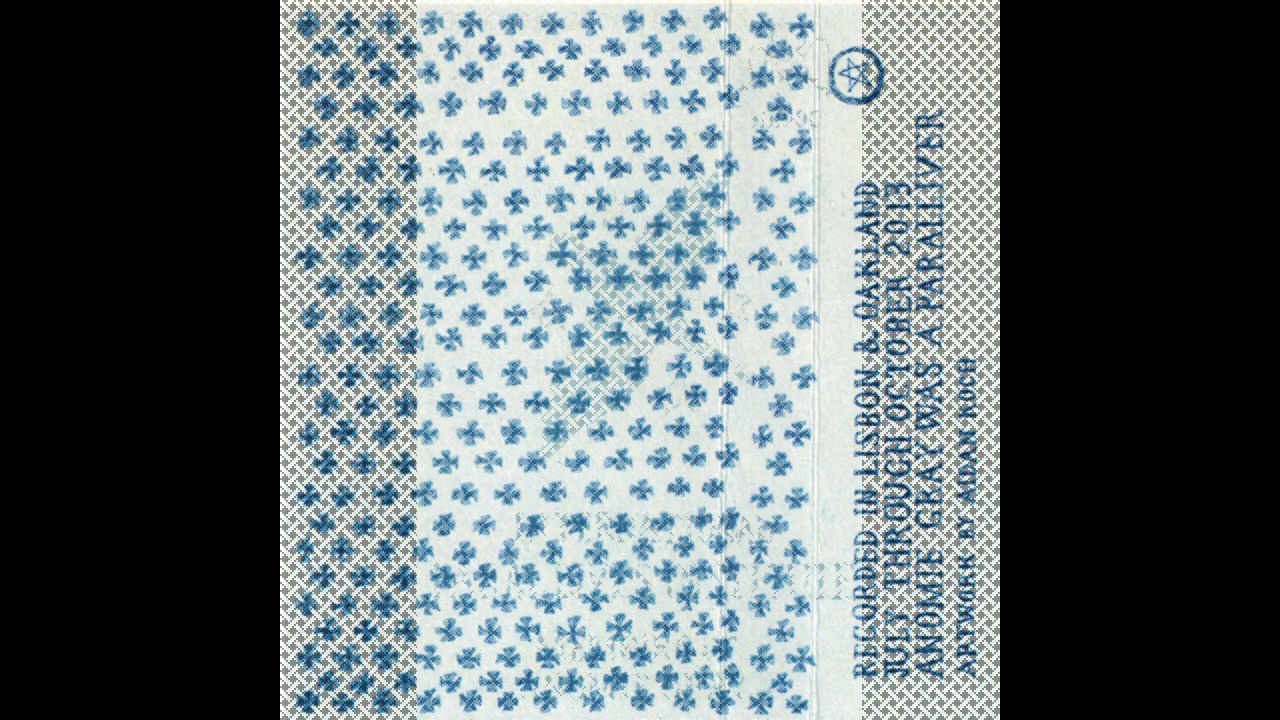 RECORDED IN LISBON & OAKLAND
JULY THROUGH OCTOBER 2013
ANOMIE GRAY WAS A PARALLIVER
ARTWORK BY AIDAN KOCH